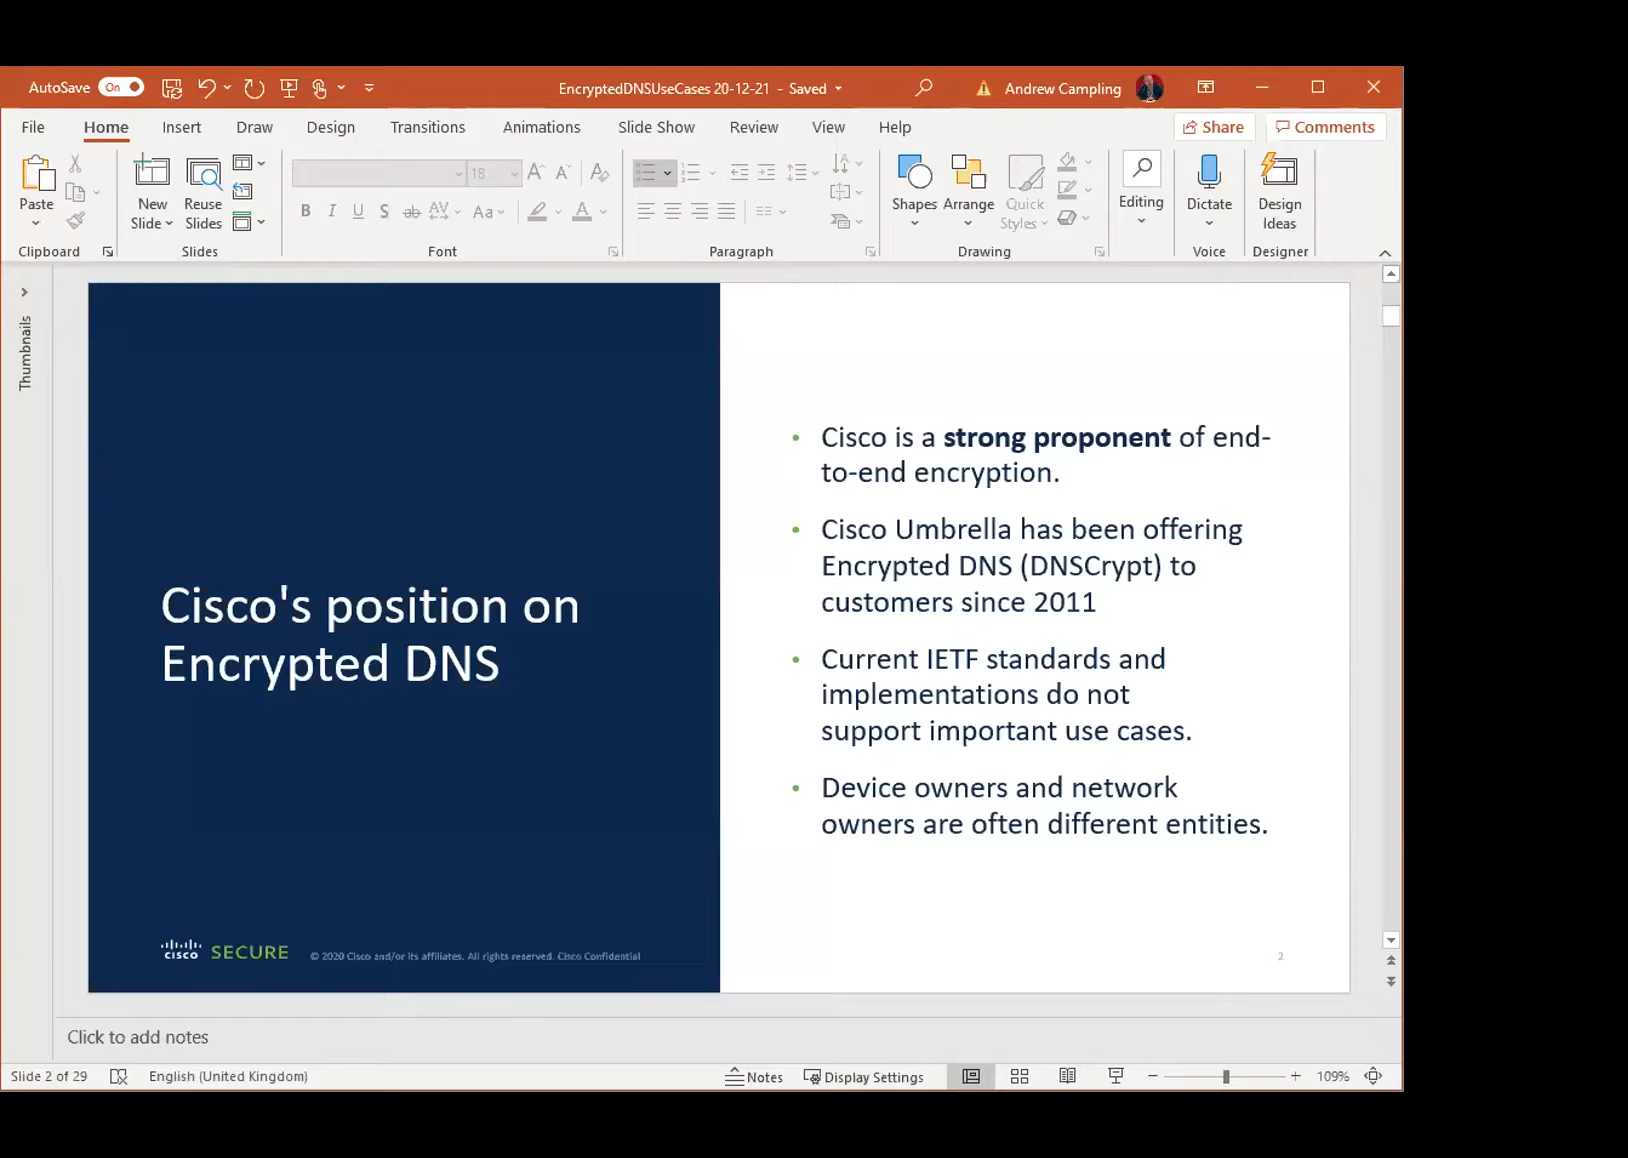 AutoSave On EncryptedDNSUseCases 20-12-21 - Saved Andrew Campling
File Home Insert Draw Design Transitions Animations Slide Show Review View Help Share Comments
Paste New Slide Reuse Slides 18 B I U S ab AV Aa Shapes Arrange Quick Styles Editing Dictate Design Ideas
Clipboard Slides Font Paragraph Drawing Voice Designer
Thumbnails
Cisco's position on
Encrypted DNS
• Cisco is a strong proponent of end-
to-end encryption.
• Cisco Umbrella has been offering
Encrypted DNS (DNSCrypt) to
customers since 2011
• Current IETF standards and
implementations do not
support important use cases.
• Device owners and network
owners are often different entities.
cisco SECURE © 2020 Cisco and/or its affiliates. All rights reserved. Cisco Confidential 2
Click to add notes
Slide 2 of 29 English (United Kingdom) Notes Display Settings 109%